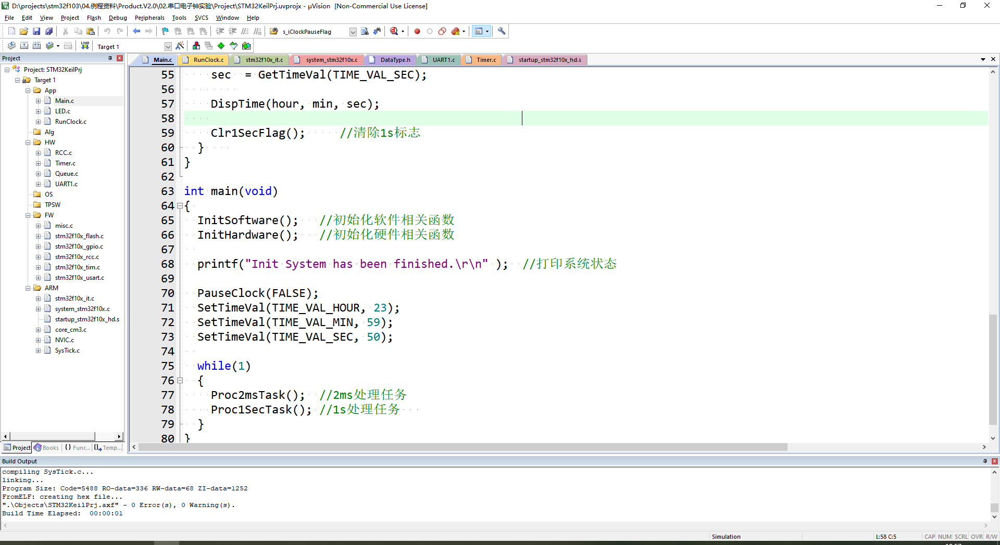 D:\projects\stm32f103\04.例程资料\Product.V2.0\02.串口电子钟实验\Project\STM32KeilPrj.uvprojx - µVision [Non-Commercial Use License]
File Edit View Project Flash Debug Peripherals Tools SVCS Window Help
s_iClockPauseFlag
LOAD Target 1
Project
Project: STM32KeilPrj
Target 1
App
Main.c
LED.c
RunClock.c
Alg
HW
RCC.c
Timer.c
Queue.c
UART1.c
OS
TPSW
FW
misc.c
stm32f10x_flash.c
stm32f10x_gpio.c
stm32f10x_rcc.c
stm32f10x_tim.c
stm32f10x_usart.c
ARM
stm32f10x_it.c
system_stm32f10x.c
startup_stm32f10x_hd.s
core_cm3.c
NVIC.c
SysTick.c
Project Books {} Func... Temp...
Main.c RunClock.c stm32f10x_it.c system_stm32f10x.c DataType.h UART1.c Timer.c startup_stm32f10x_hd.s
55 sec = GetTimeVal(TIME_VAL_SEC);
56
57 DispTime(hour, min, sec);
58
59 Clr1SecFlag(); //清除1s标志
60 }
61 }
62
63 int main(void)
64 {
65 InitSoftware(); //初始化软件相关函数
66 InitHardware(); //初始化硬件相关函数
67
68 printf("Init System has been finished.\r\n" ); //打印系统状态
69
70 PauseClock(FALSE);
71 SetTimeVal(TIME_VAL_HOUR, 23);
72 SetTimeVal(TIME_VAL_MIN, 59);
73 SetTimeVal(TIME_VAL_SEC, 50);
74
75 while(1)
76 {
77 Proc2msTask(); //2ms处理任务
78 Proc1SecTask(); //1s处理任务
79 }
80 }
Build Output
compiling SysTick.c...
linking...
Program Size: Code=5488 RO-data=336 RW-data=68 ZI-data=1252
FromELF: creating hex file...
".\Objects\STM32KeilPrj.axf" - 0 Error(s), 0 Warning(s).
Build Time Elapsed: 00:00:01
Simulation L:58 C:5 CAP NUM SCRL OVR R/W